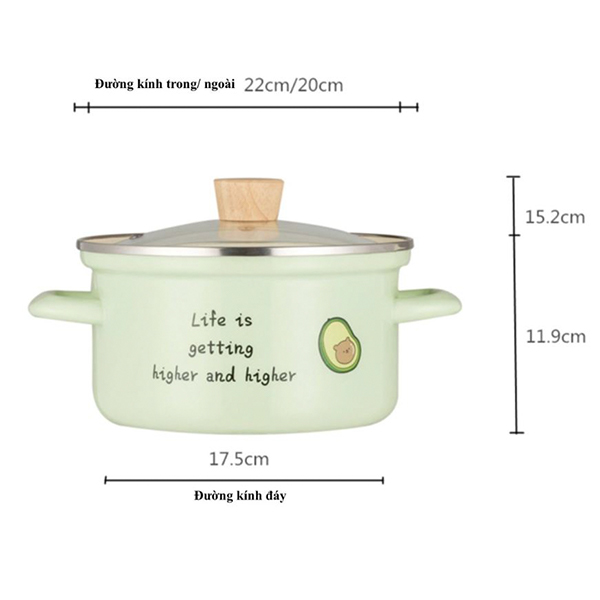 Đường kính trong/ ngoài 22cm/20cm
15.2cm
Life is
getting
higher and higher
11.9cm
17.5cm
Đường kính đáy